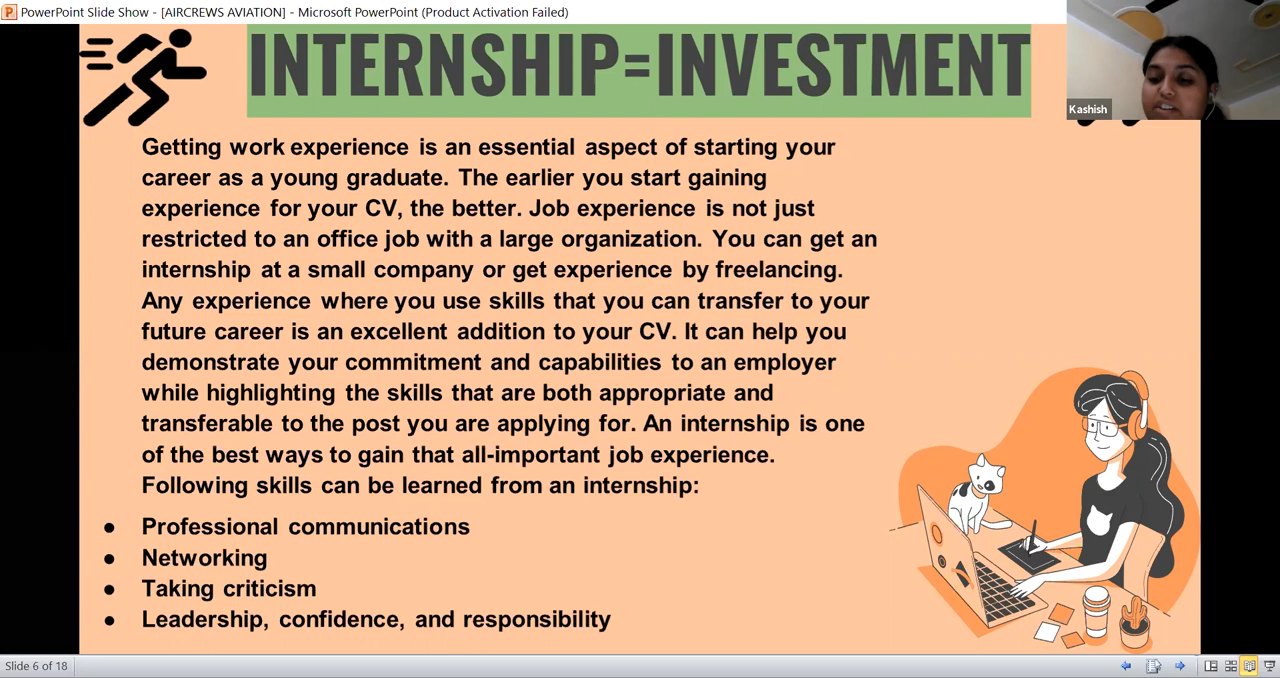 PowerPoint Slide Show - [AIRCREWS AVIATION] - Microsoft PowerPoint (Product Activation Failed)
INTERNSHIP=INVESTMENT
Kashish
Getting work experience is an essential aspect of starting your
career as a young graduate. The earlier you start gaining
experience for your CV, the better. Job experience is not just
restricted to an office job with a large organization. You can get an
internship at a small company or get experience by freelancing.
Any experience where you use skills that you can transfer to your
future career is an excellent addition to your CV. It can help you
demonstrate your commitment and capabilities to an employer
while highlighting the skills that are both appropriate and
transferable to the post you are applying for. An internship is one
of the best ways to gain that all-important job experience.
Following skills can be learned from an internship:
● Professional communications
● Networking
● Taking criticism
● Leadership, confidence, and responsibility
Slide 6 of 18